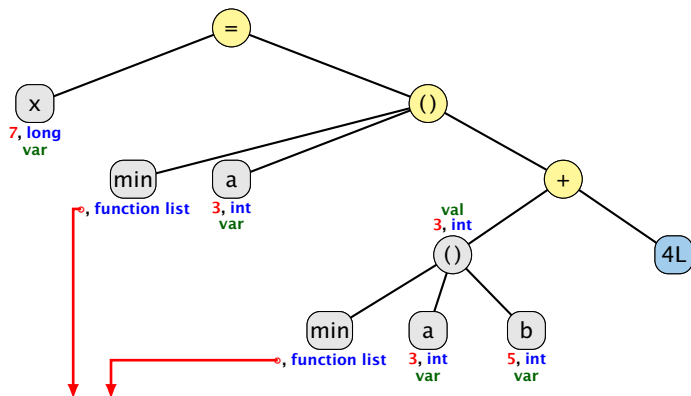 =
x
7, long
var
()
min
, function list
a
3, int
var
+
val
3, int
()
4L
min
, function list
a
3, int
var
b
5, int
var